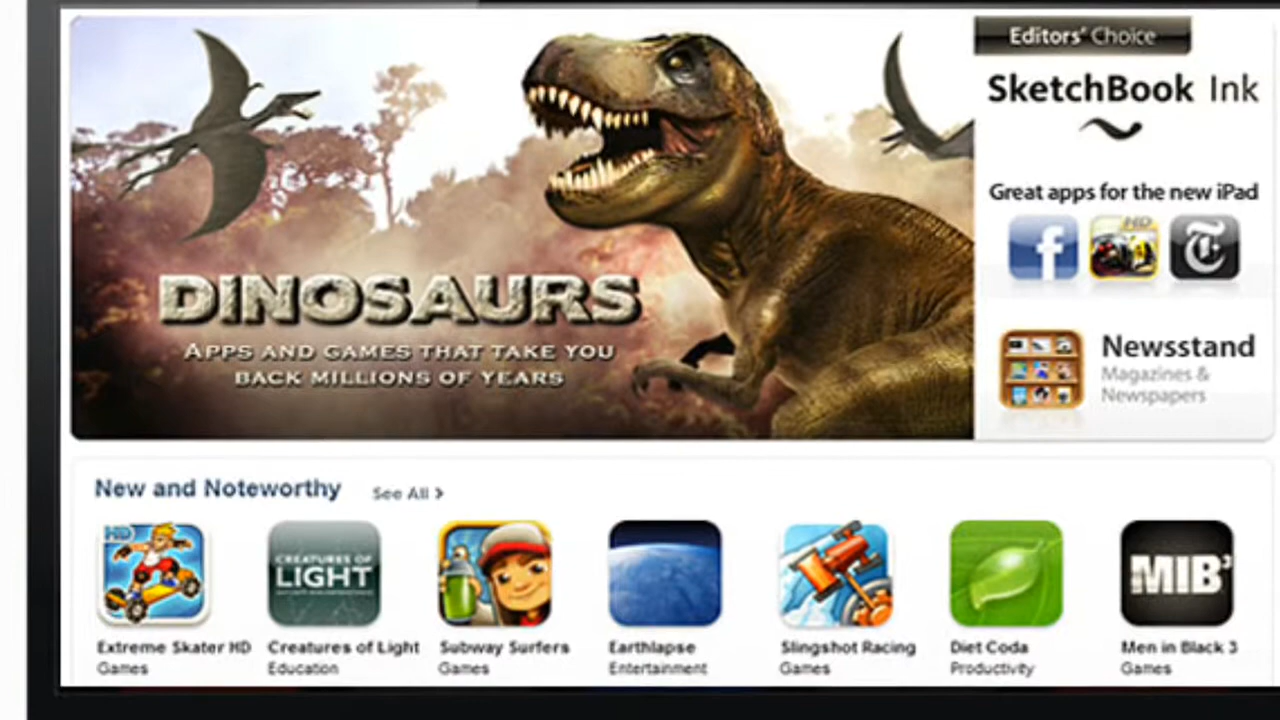 Editors' Choice
SketchBook Ink
Great apps for the new iPad
HD
Newsstand
Magazines &
Newspapers
DINOSAURS
APPS AND GAMES THAT TAKE YOU
BACK MILLIONS OF YEARS
New and Noteworthy See All >
HD
CREATURES OF
LIGHT
MIB³
Extreme Skater HD Creatures of Light Subway Surfers Earthlapse Slingshot Racing Diet Coda Men in Black 3
Games Education Games Entertainment Games Productivity Games